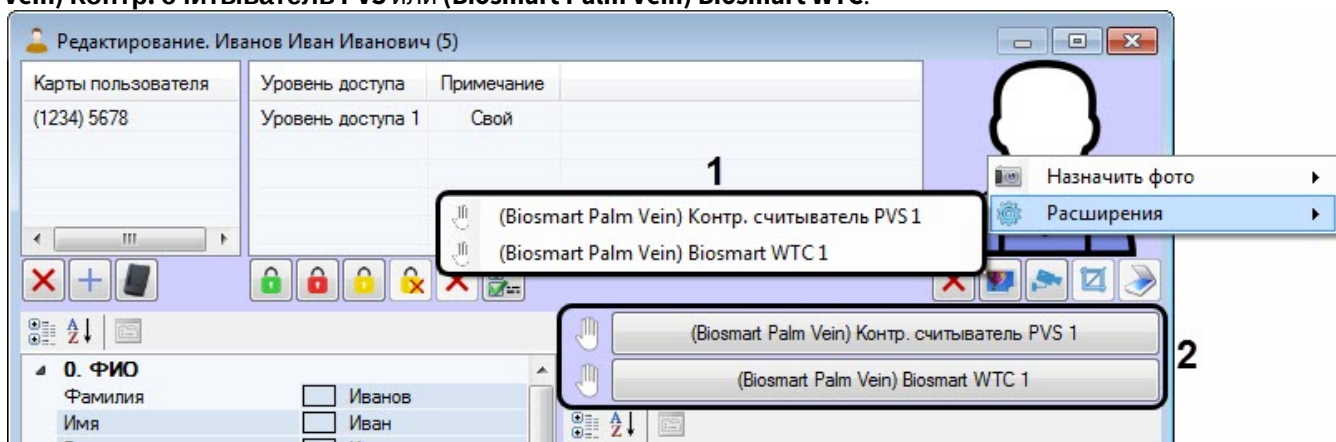 Vein) Контр. считыватель PVS или (Biosmart Palm Vein) Biosmart WTC.
Редактирование. Иванов Иван Иванович (5)
Карты пользователя
Уровень доступа Примечание
(1234) 5678
Уровень доступа 1 Свой
1
Назначить фото
(Biosmart Palm Vein) Контр. считыватель PVS 1
Расширения
(Biosmart Palm Vein) Biosmart WTC 1
(Biosmart Palm Vein) Контр. считыватель PVS 1
2
(Biosmart Palm Vein) Biosmart WTC 1
0. ФИО
Фамилия Иванов
Имя Иван